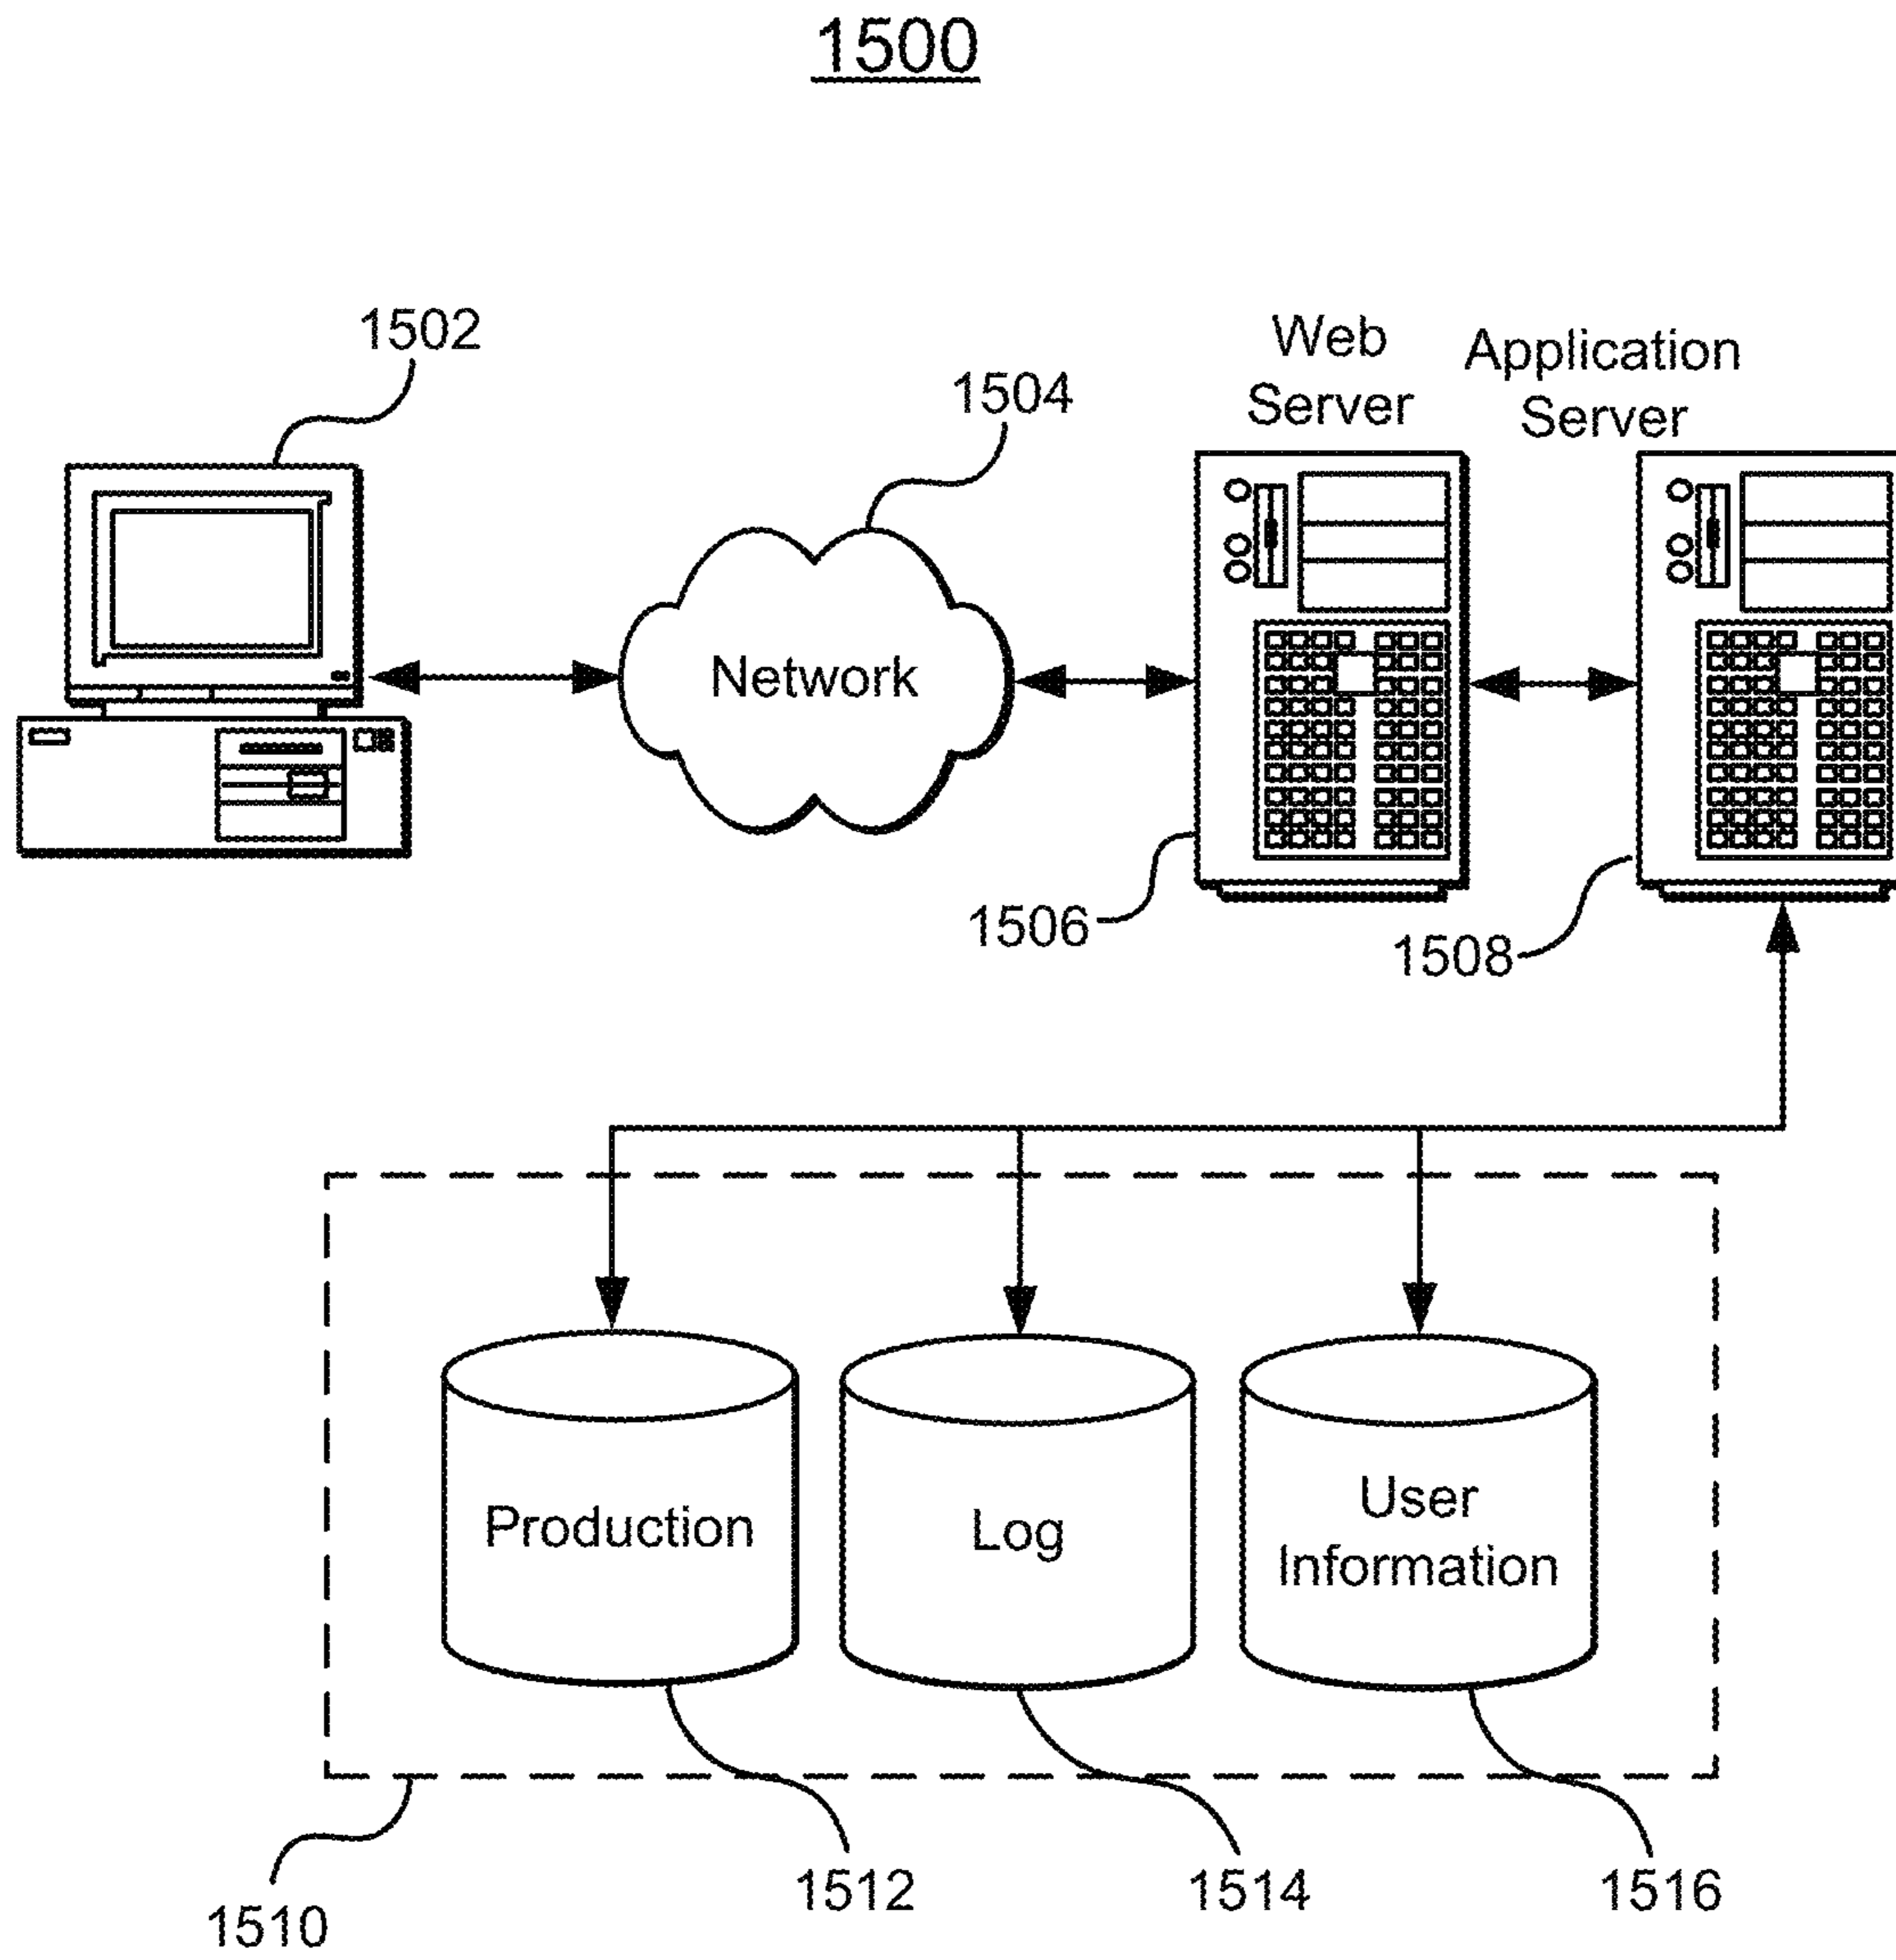 1500
1502
1504
Web
Server
Application
Server
Network
1506
1508
Production
Log
User
Information
1510
1512
1514
1516